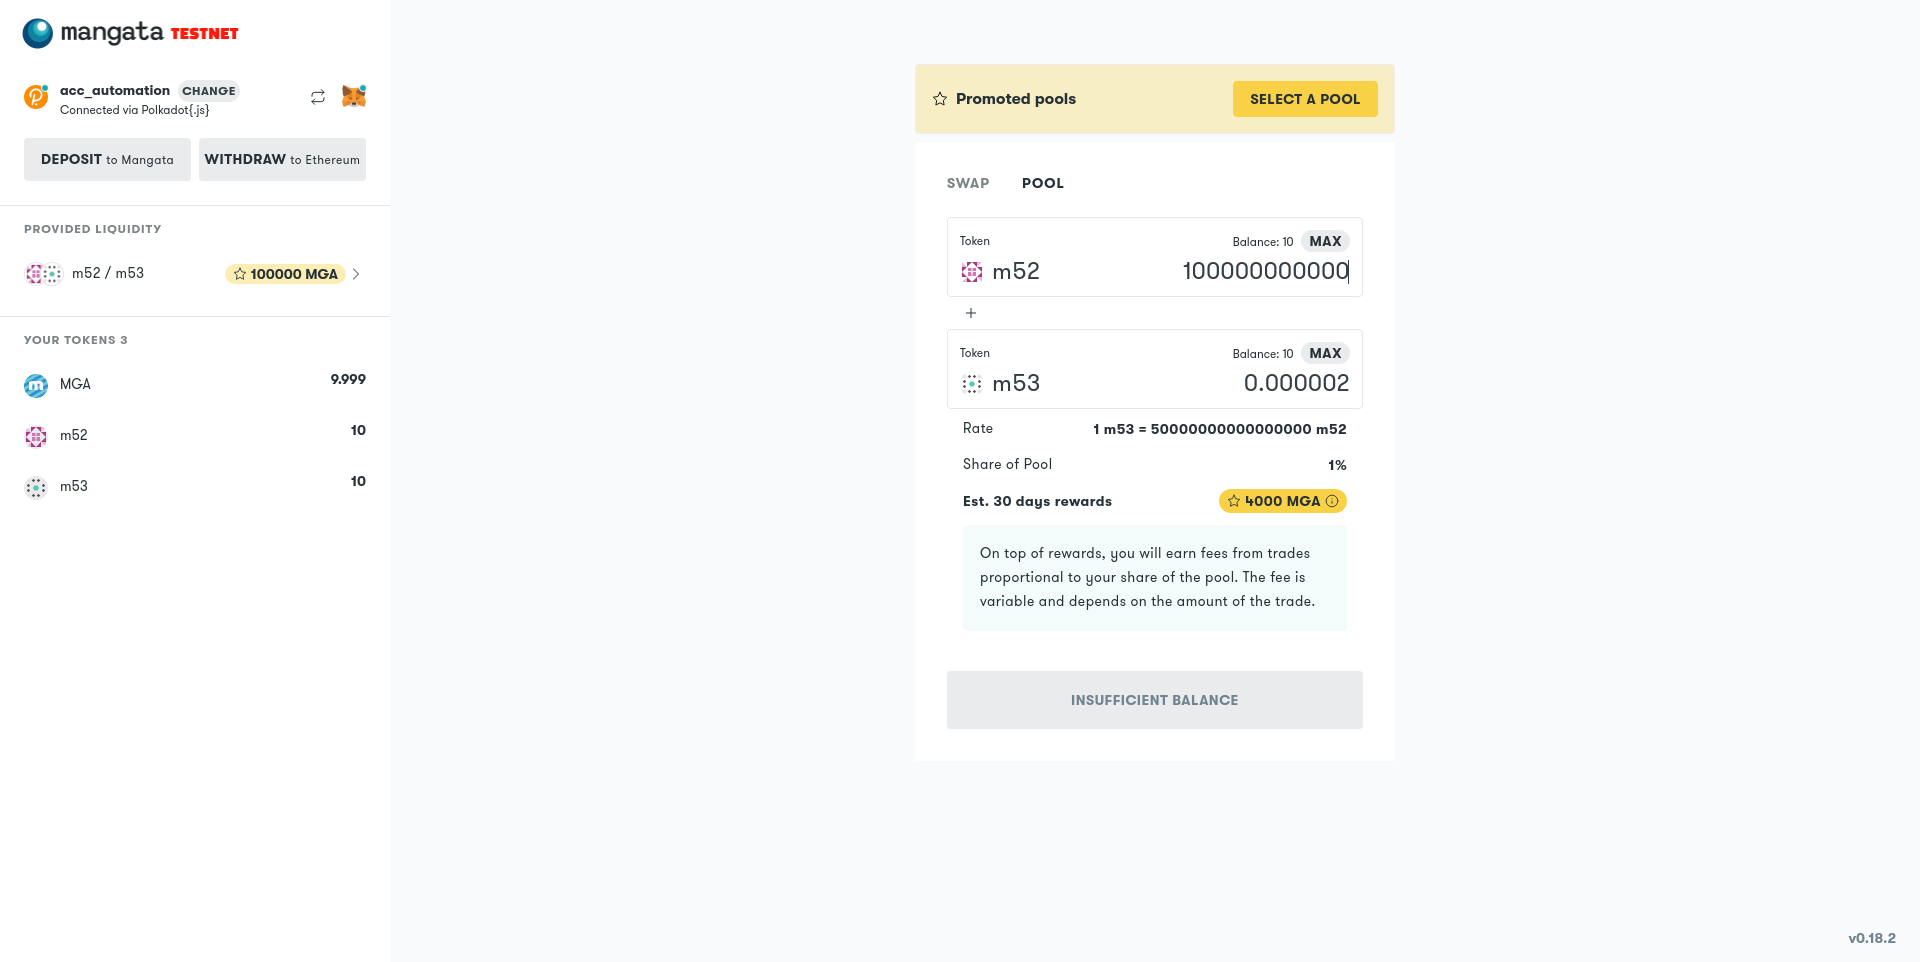 mangata TESTNET
acc_automation CHANGE
Connected via Polkadot{.js}
DEPOSIT to Mangata
WITHDRAW to Ethereum
PROVIDED LIQUIDITY
m52 / m53
100000 MGA
YOUR TOKENS 3
MGA
9.999
m52
10
m53
10
Promoted pools
SELECT A POOL
SWAP
POOL
Token
Balance: 10 MAX
m52
100000000000
Token
Balance: 10 MAX
m53
0.000002
Rate
1 m53 = 50000000000000000 m52
Share of Pool
1%
Est. 30 days rewards
4000 MGA
On top of rewards, you will earn fees from trades
proportional to your share of the pool. The fee is
variable and depends on the amount of the trade.
INSUFFICIENT BALANCE
v0.18.2